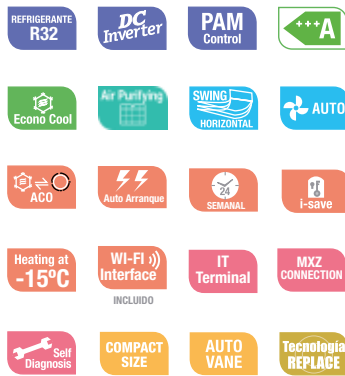 REFRIGERANTE
R32
DC
Inverter
PAM
Control
+++A
Econo Cool
Air Purifying
SWING
HORIZONTAL
AUTO
ACO
Auto Arranque
24
SEMANAL
i-save
Heating at
-15ºC
WI-FI
Interface
INCLUIDO
IT
Terminal
MXZ
CONNECTION
Self
Diagnosis
COMPACT
SIZE
AUTO
VANE
Tecnología
REPLACE